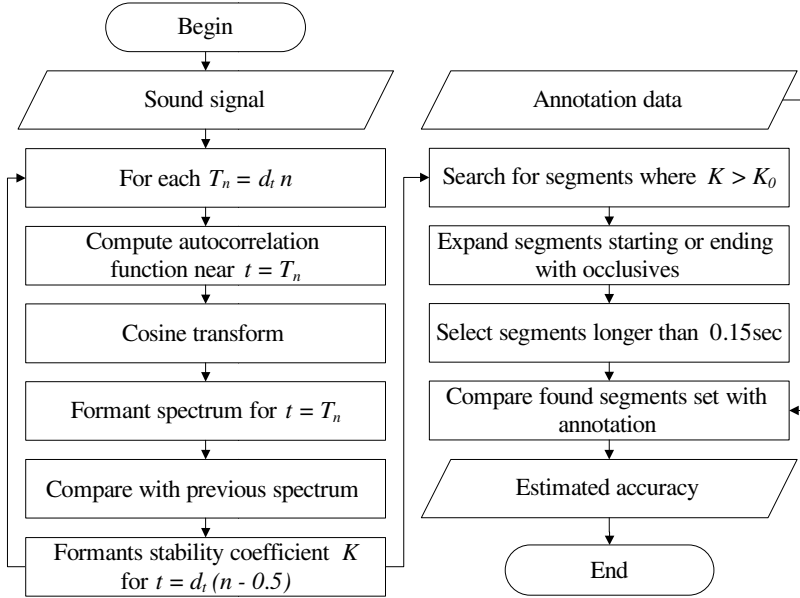 Begin
Sound signal
For each Tₙ = dₜ n
Compute autocorrelation
function near t = Tₙ
Cosine transform
Formant spectrum for t = Tₙ
Compare with previous spectrum
Formants stability coefficient K
for t = dₜ (n - 0.5)
Annotation data
Search for segments where K > K₀
Expand segments starting or ending
with occlusives
Select segments longer than 0.15sec
Compare found segments set with
annotation
Estimated accuracy
End